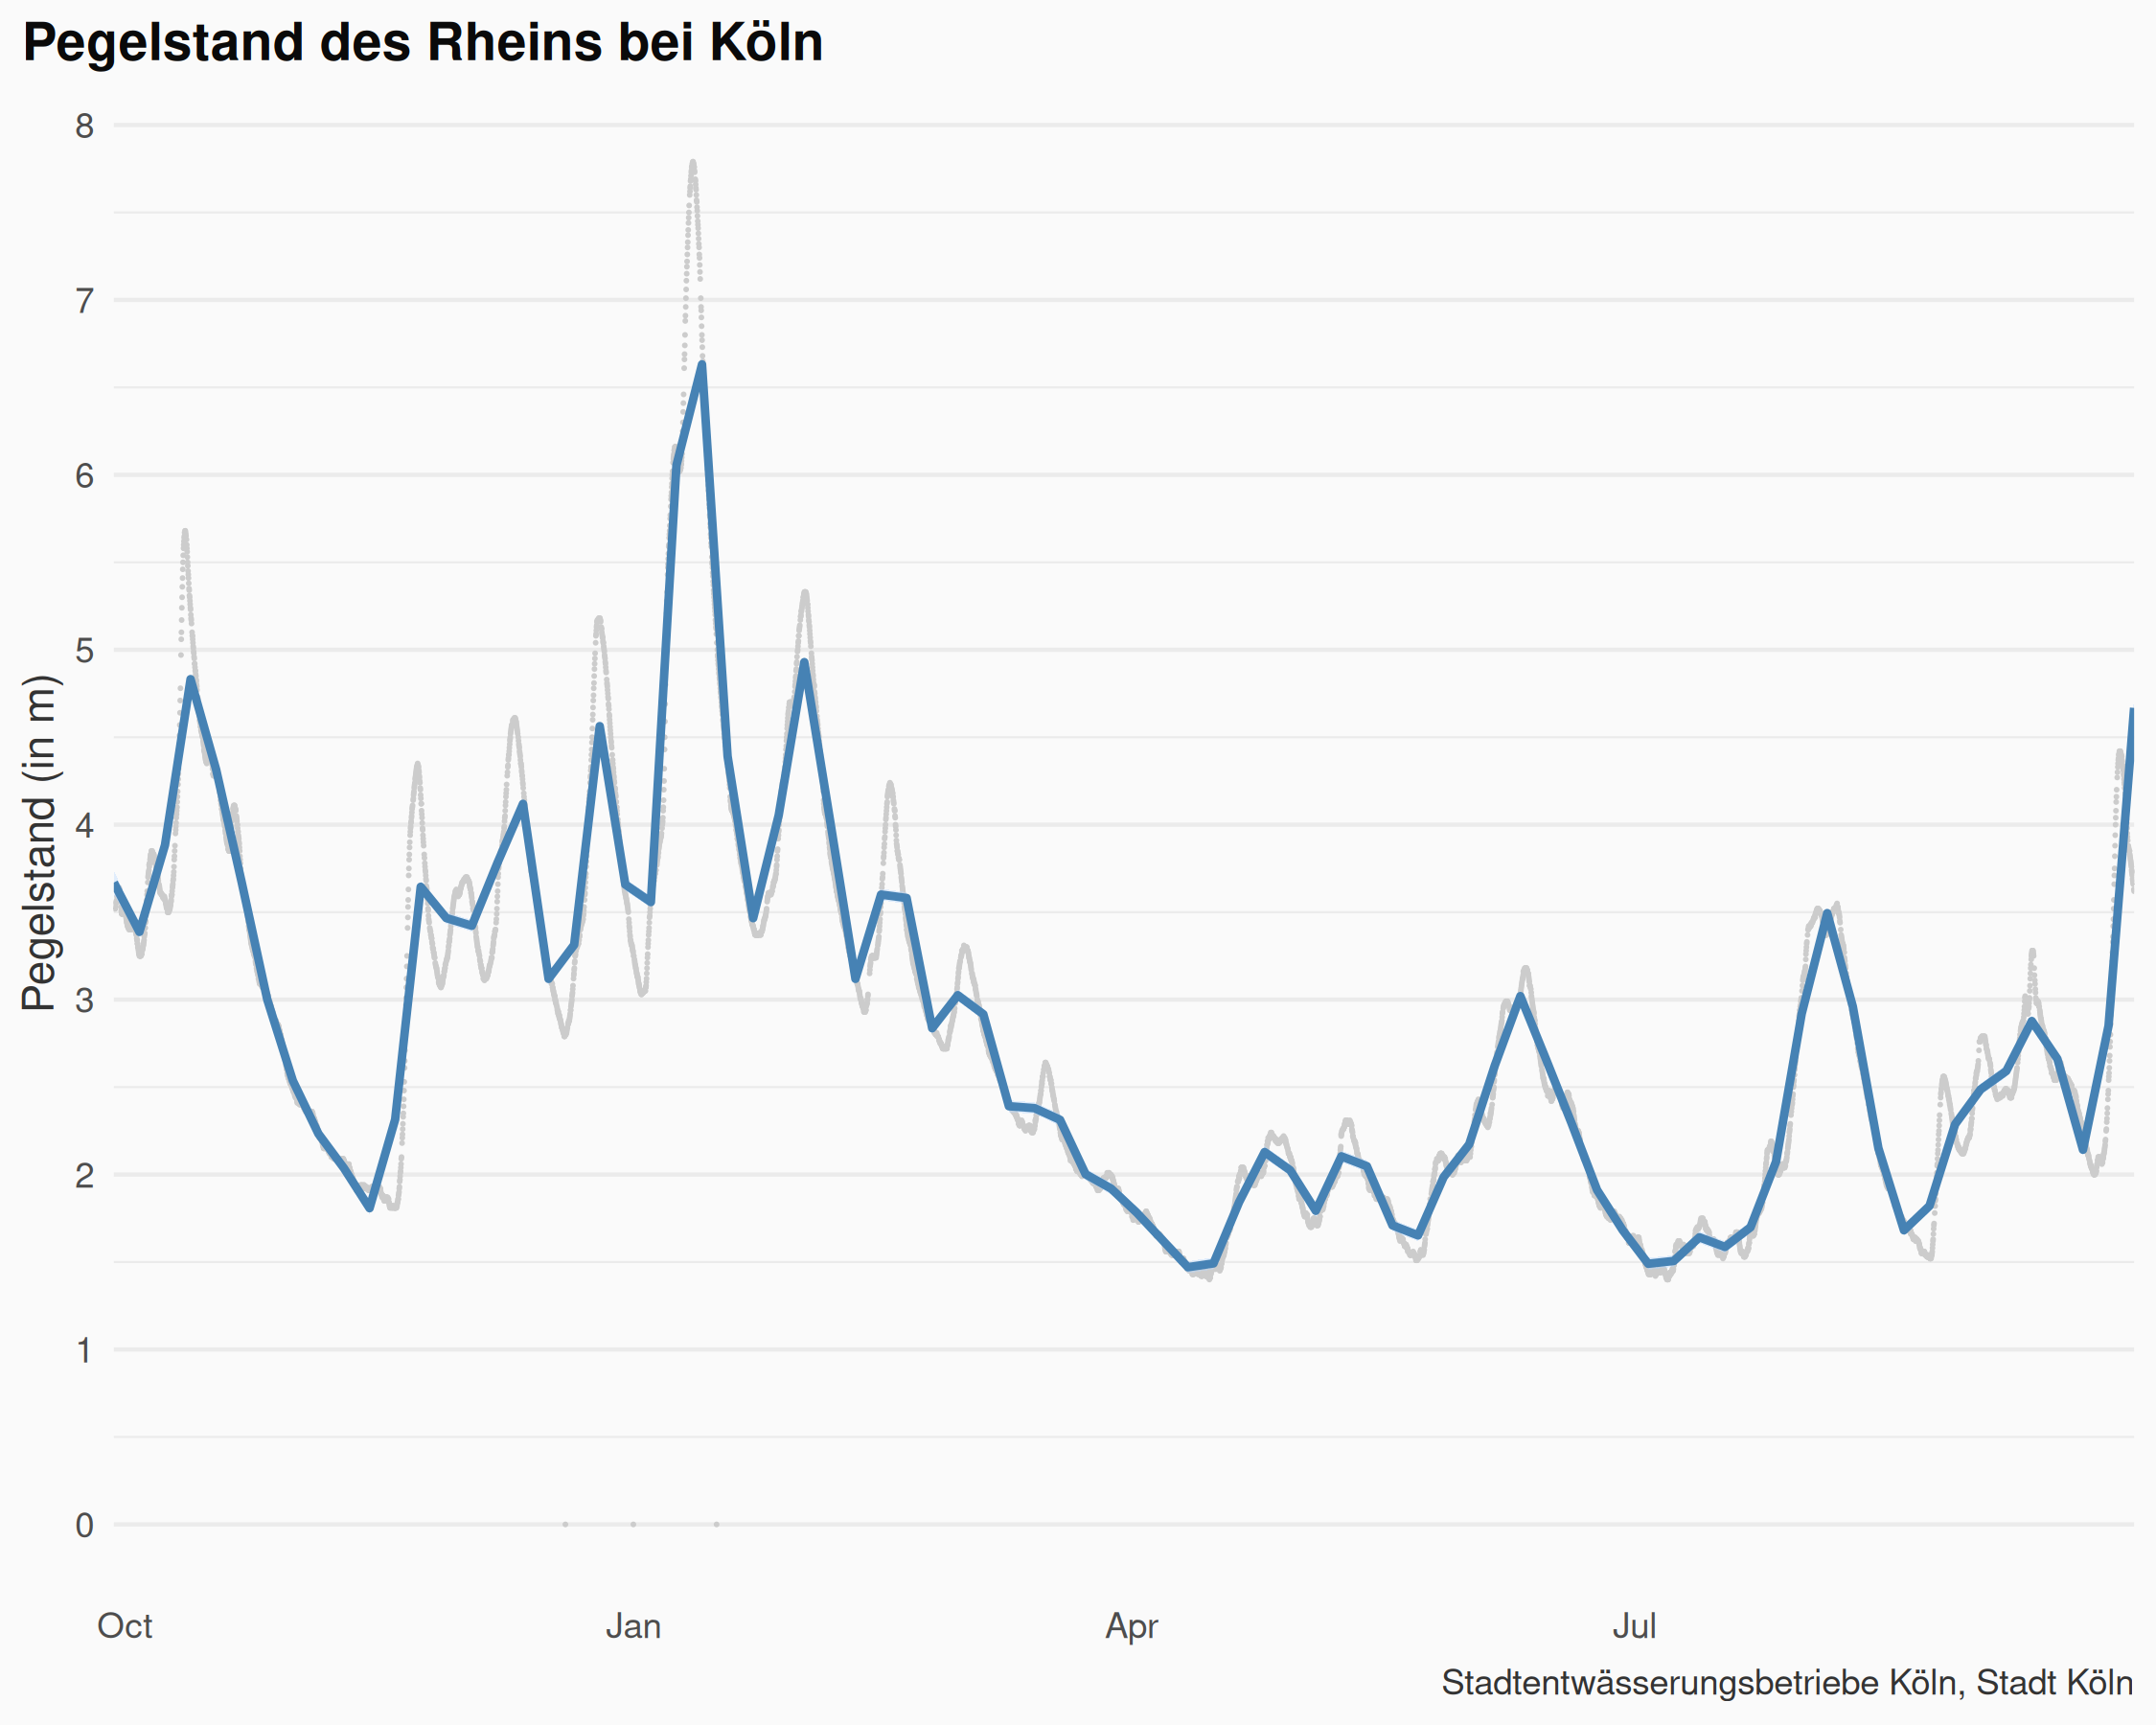 Pegelstand des Rheins bei Köln
8
7
6
5
4
3
2
1
0
Pegelstand (in m)
Oct Jan Apr Jul
Stadtentwässerungsbetriebe Köln, Stadt Köln